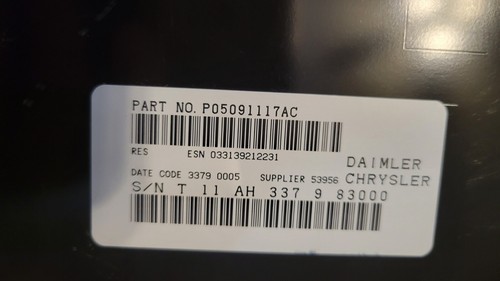 PART NO. P05091117AC
RES ESN 033139212231
DAIMLER
DATE CODE 3379 0005 SUPPLIER 53956 CHRYSLER
S/N T 11 AH 337 9 83000